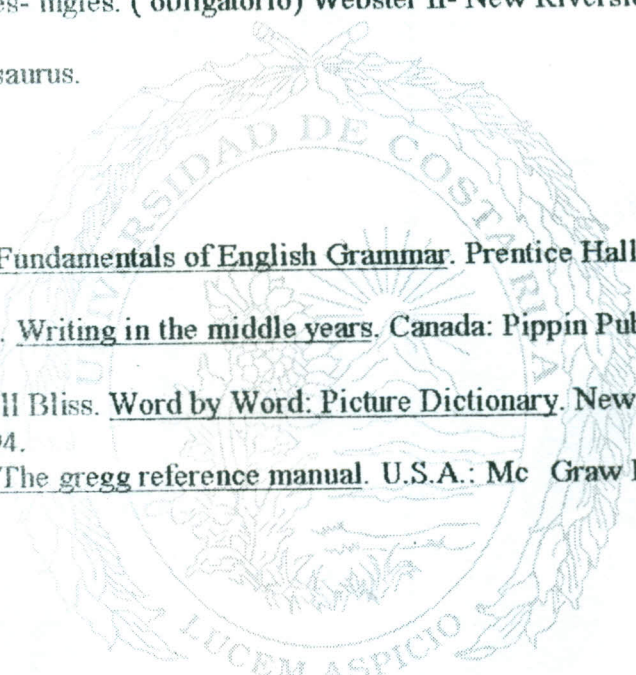 es- ingles. ( obligatorio) Webster II- New Riversi
saurus.
UNIVERSIDAD DE COSTA RICA
Fundamentals of English Grammar. Prentice Hall
. Writing in the middle years. Canada: Pippin Pub
ll Bliss. Word by Word: Picture Dictionary. New
94.
The gregg reference manual. U.S.A.: Mc Graw
LUCEM ASPICIO